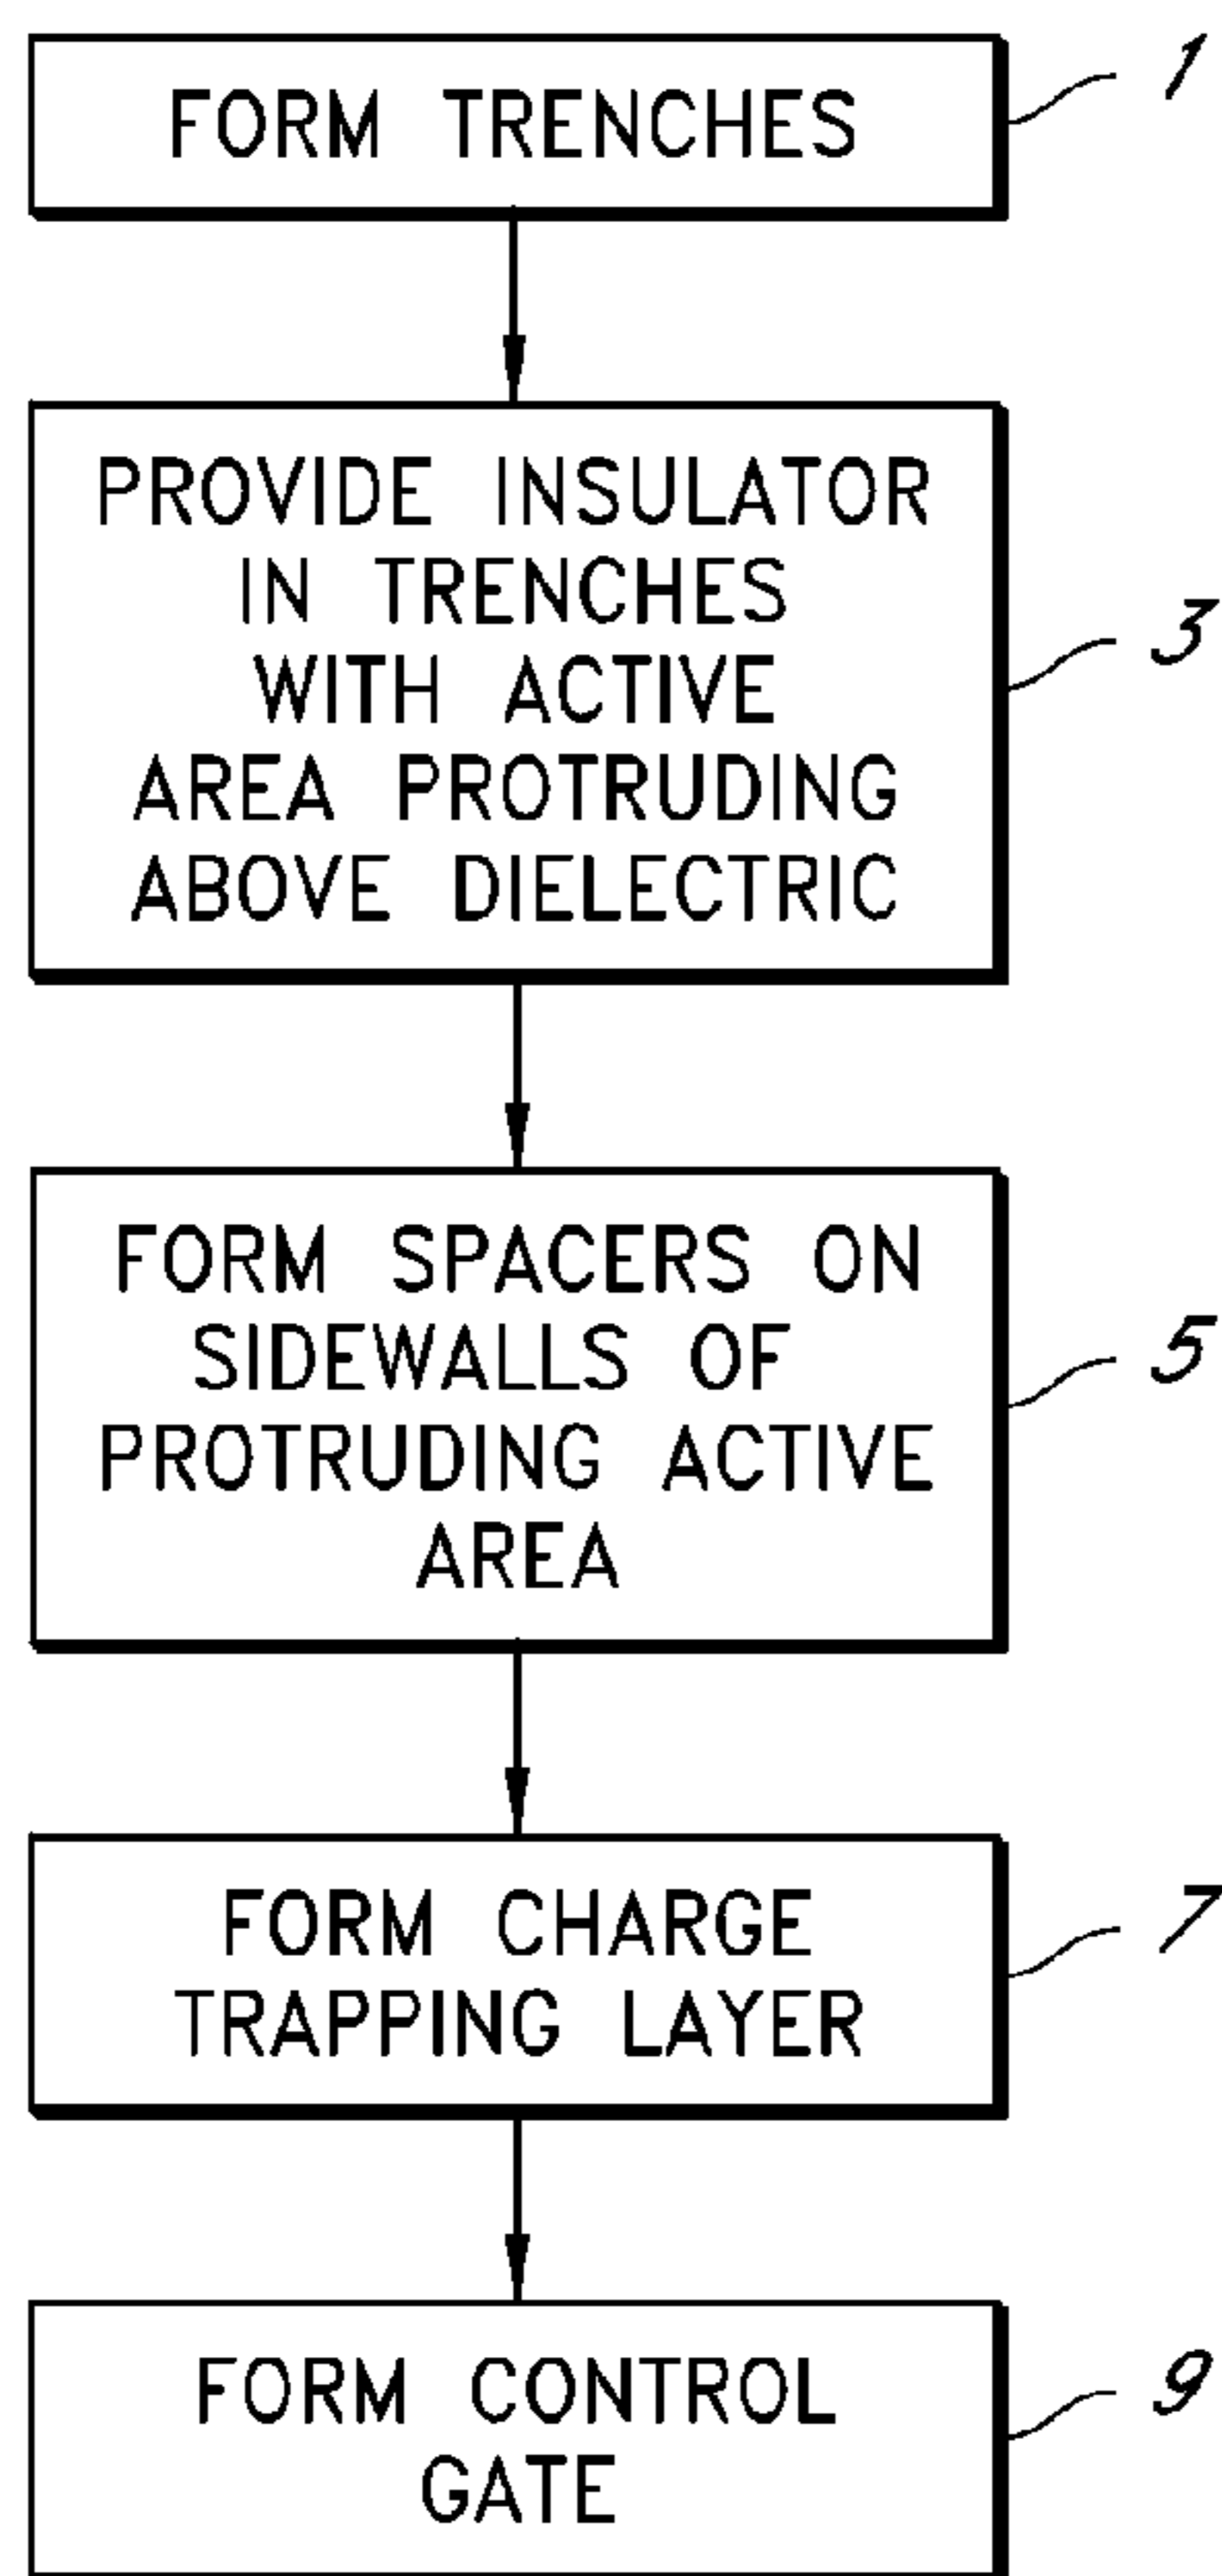 FORM TRENCHES
1
PROVIDE INSULATOR
IN TRENCHES
WITH ACTIVE
AREA PROTRUDING
ABOVE DIELECTRIC
3
FORM SPACERS ON
SIDEWALLS OF
PROTRUDING ACTIVE
AREA
5
FORM CHARGE
TRAPPING LAYER
7
FORM CONTROL
GATE
9